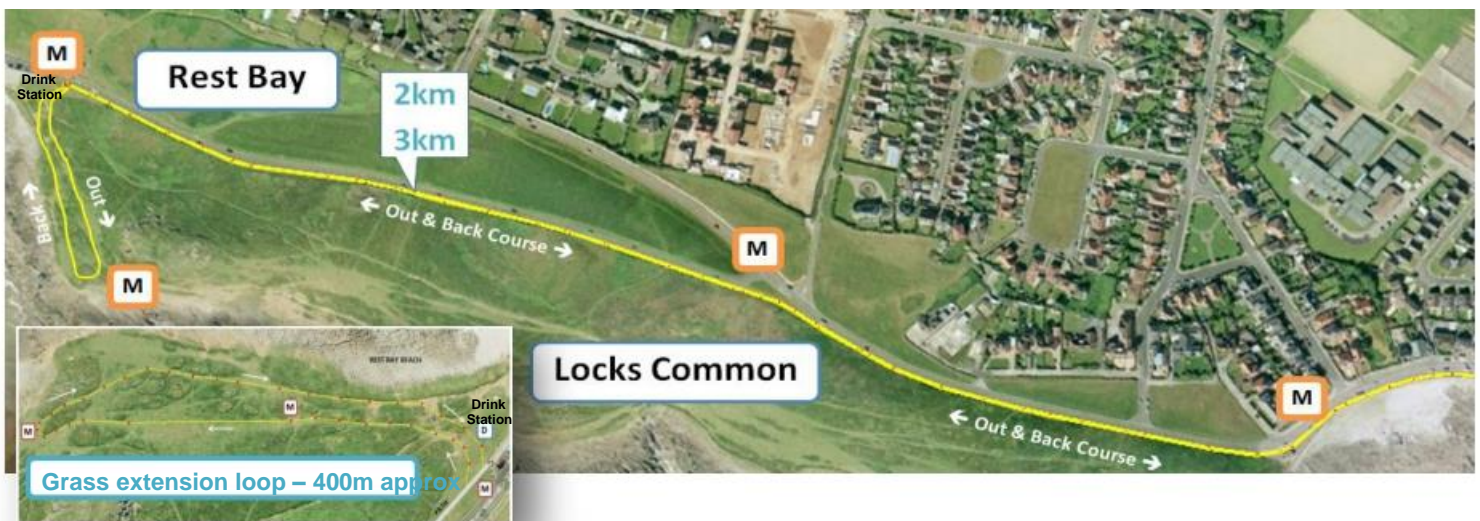 M
Drink
Station
Rest Bay
2km
3km
← Out & Back Course →
Back →
Out →
M
M
Locks Common
M
← Out & Back Course →
REST BAY BEACH
M
M
Drink
Station
D
M
Grass extension loop – 400m approx